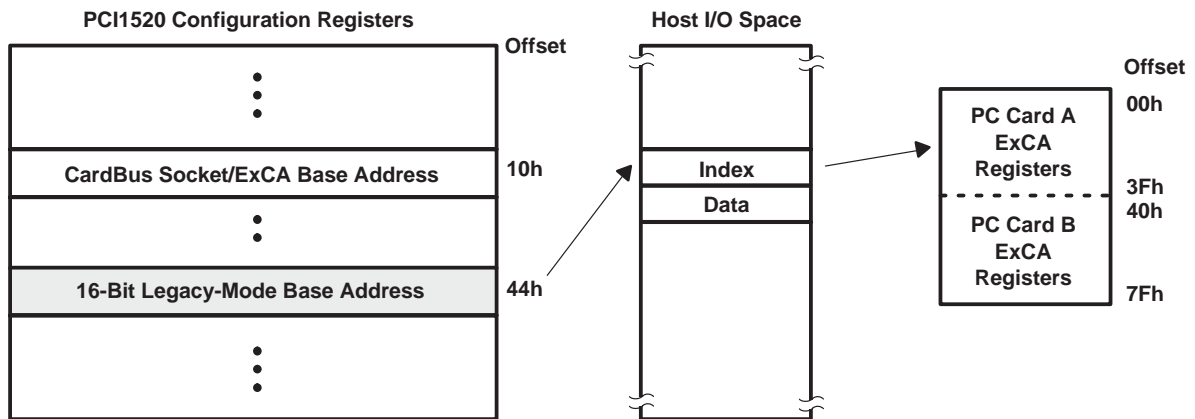 PCI1520 Configuration Registers
Offset
CardBus Socket/ExCA Base Address
10h
16-Bit Legacy-Mode Base Address
44h
Host I/O Space
Index
Data
Offset
PC Card A
ExCA
Registers
00h
3Fh
40h
PC Card B
ExCA
Registers
7Fh